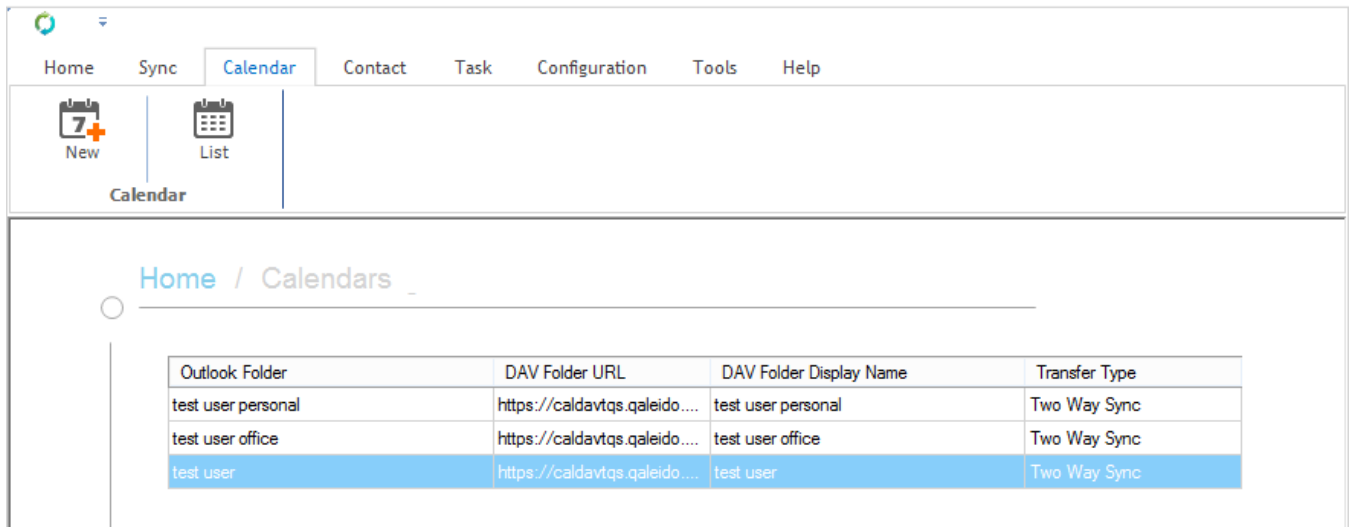 Home Sync Calendar Contact Task Configuration Tools Help
7
New List
Calendar
Home / Calendars _
Outlook Folder DAV Folder URL DAV Folder Display Name Transfer Type
test user personal https://caldavtqs.qaleido.... test user personal Two Way Sync
test user office https://caldavtqs.qaleido.... test user office Two Way Sync
test user https://caldavtqs.qaleido.... test user Two Way Sync